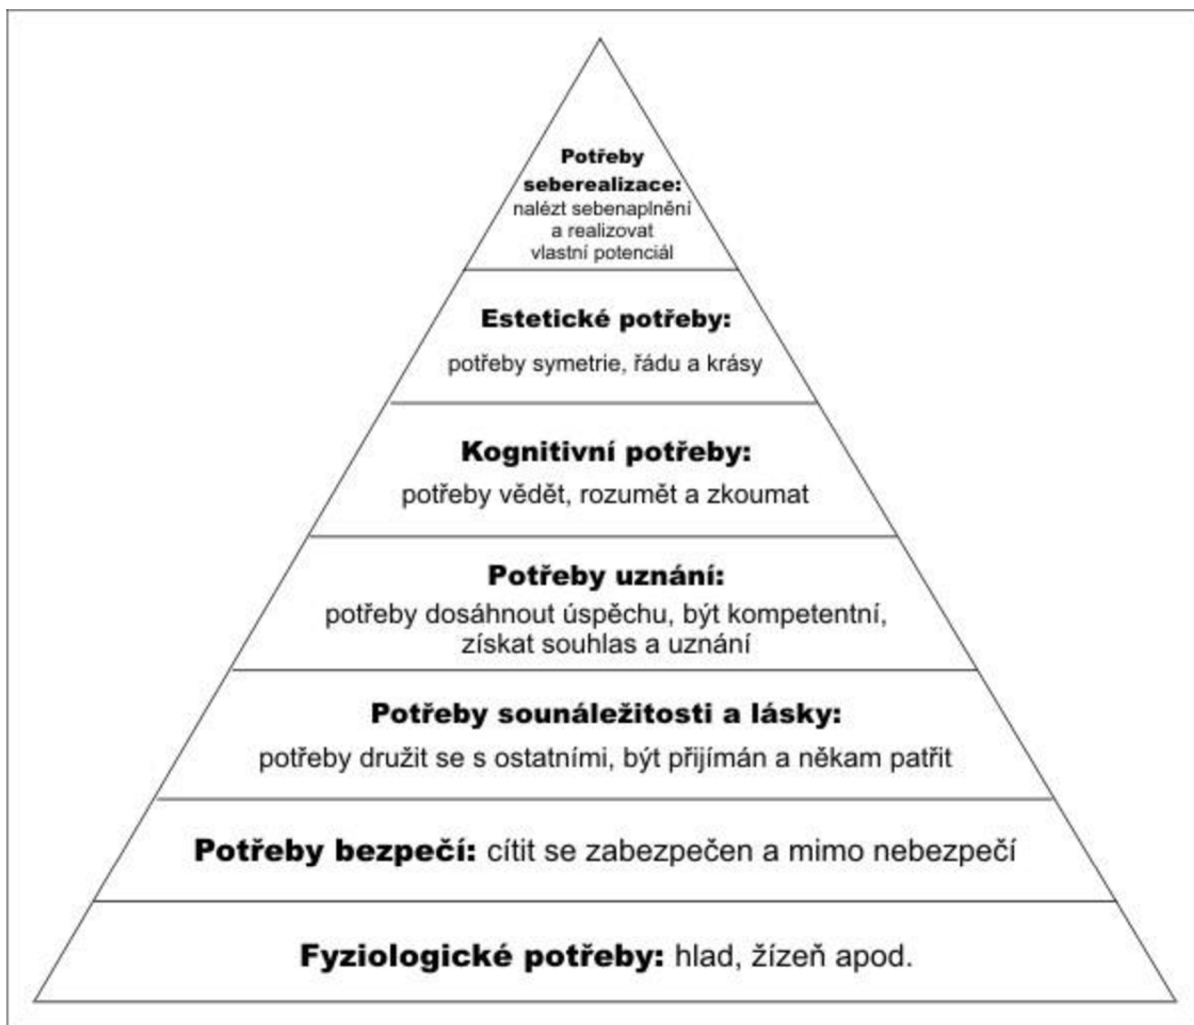 Potřeby
seberealizace:
nalézt sebenaplnění
a realizovat
vlastní potenciál
Estetické potřeby:
potřeby symetrie, řádu a krásy
Kognitivní potřeby:
potřeby vědět, rozumět a zkoumat
Potřeby uznání:
potřeby dosáhnout úspěchu, být kompetentní,
získat souhlas a uznání
Potřeby sounáležitosti a lásky:
potřeby družit se s ostatními, být přijímán a někam patřit
Potřeby bezpečí: cítit se zabezpečen a mimo nebezpečí
Fyziologické potřeby: hlad, žízeň apod.